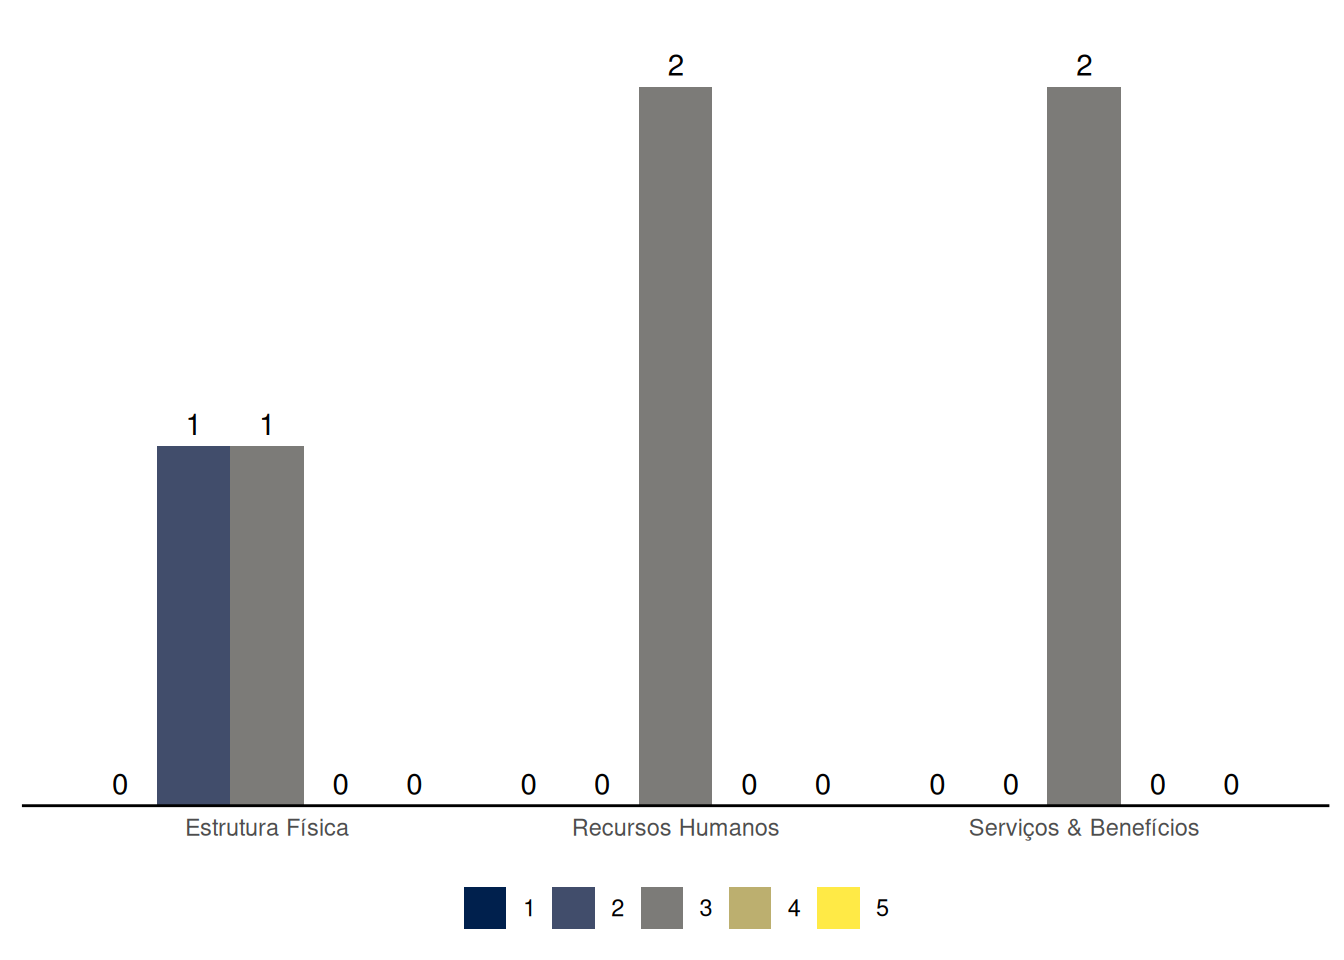 2 2
1 1
0 0 0 0 0 0 0 0 0 0 0
Estrutura Física Recursos Humanos Serviços & Benefícios
1 2 3 4 5